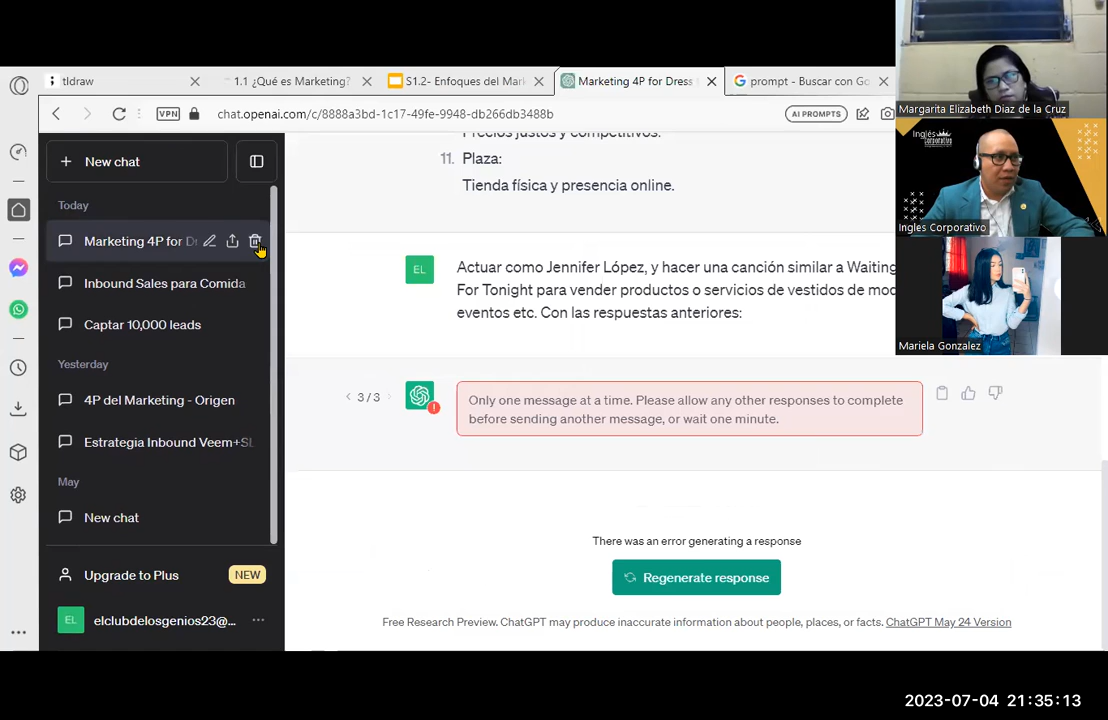 tldraw
1.1 ¿Qué es Marketing?
S1.2- Enfoques del Mark
Marketing 4P for Dress
prompt - Buscar con Go
VPN
chat.openai.com/c/8888a3bd-1c17-49fe-9948-db266db3488b
AI PROMPTS
Margarita Elizabeth Diaz de la Cruz
Inglés
Corporativo
Ingles Corporativo
Mariela Gonzalez
New chat
Today
Marketing 4P for Dr
Inbound Sales para Comida
Captar 10,000 leads
Yesterday
4P del Marketing - Origen
Estrategia Inbound Veem+SL
May
New chat
Upgrade to Plus
NEW
EL
elclubdelosgenios23@...
Precios justos y competitivos.
11. Plaza:
Tienda física y presencia online.
EL
Actuar como Jennifer López, y hacer una canción similar a Waiting
For Tonight para vender productos o servicios de vestidos de mod
eventos etc. Con las respuestas anteriores:
3 / 3
Only one message at a time. Please allow any other responses to complete
before sending another message, or wait one minute.
There was an error generating a response
Regenerate response
Free Research Preview. ChatGPT may produce inaccurate information about people, places, or facts. ChatGPT May 24 Version
2023-07-04 21:35:13